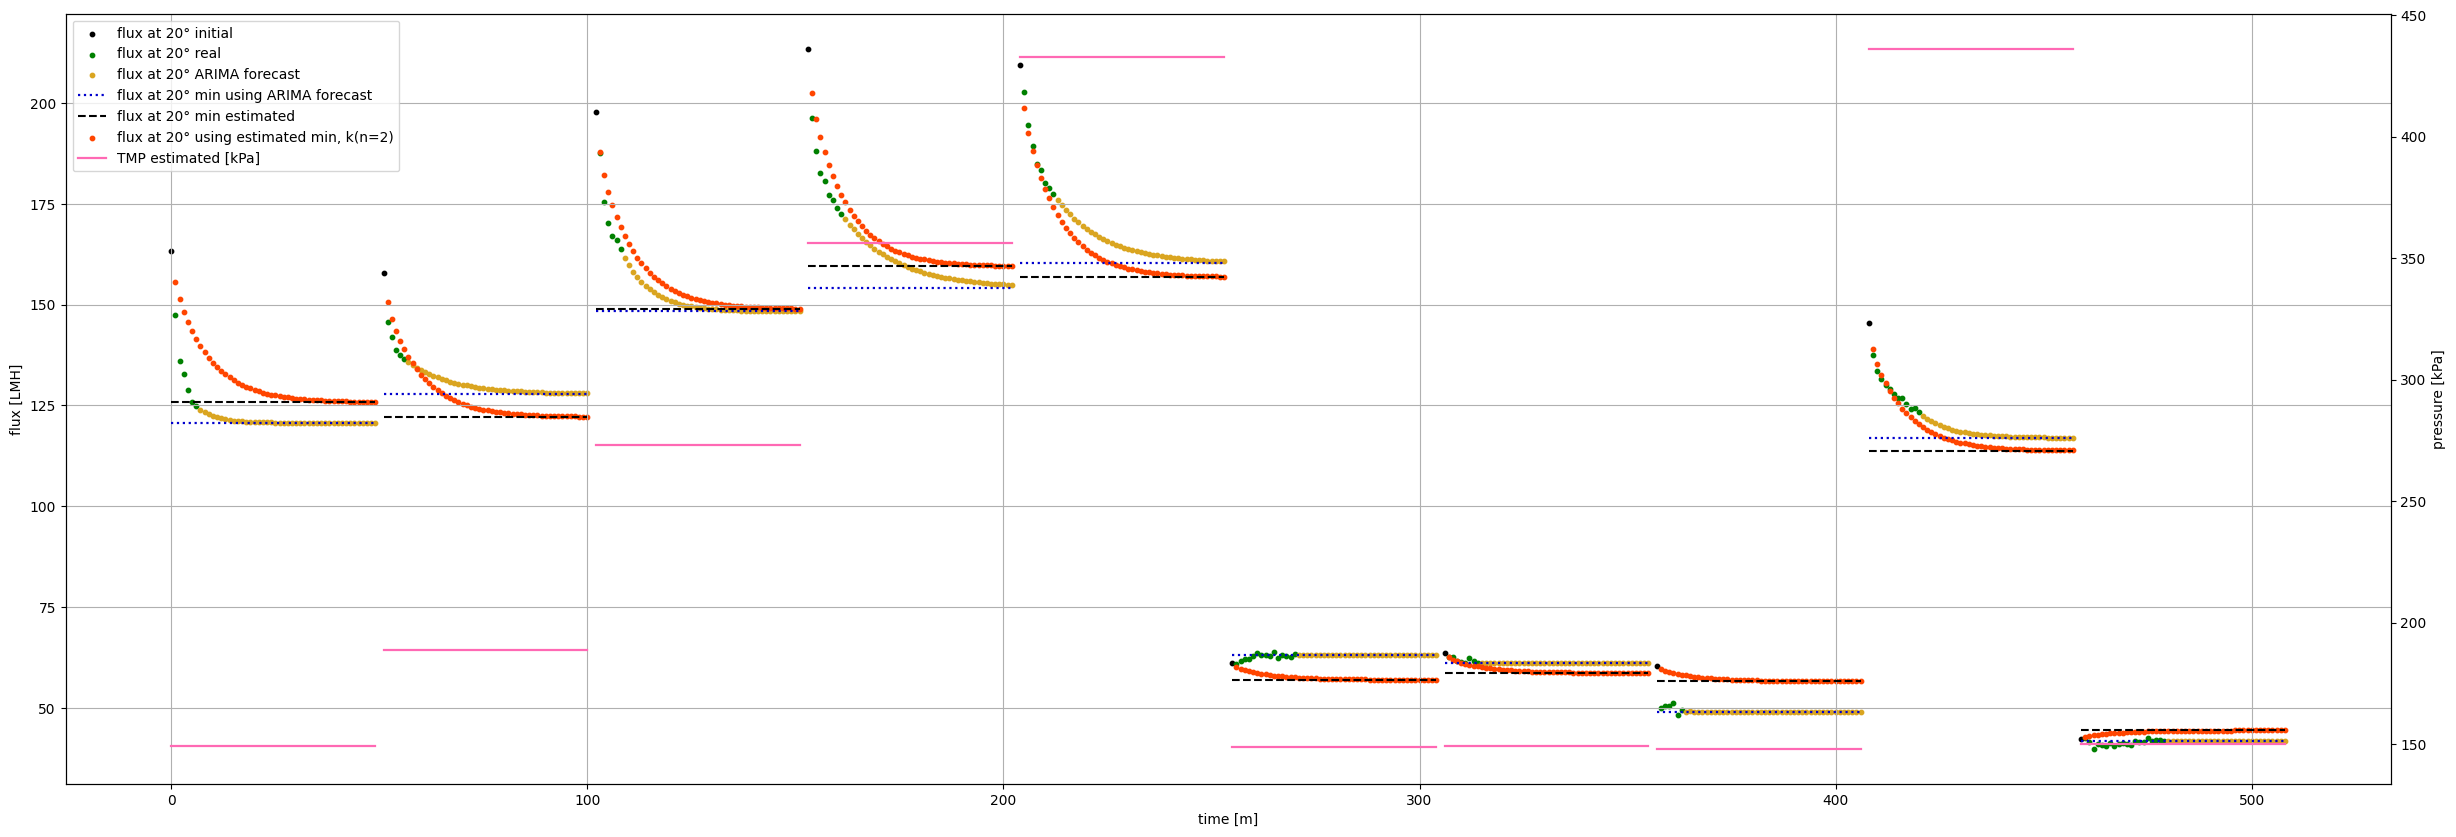 flux at 20° initial
flux at 20° real
flux at 20° ARIMA forecast
flux at 20° min using ARIMA forecast
flux at 20° min estimated
flux at 20° using estimated min, k(n=2)
TMP estimated [kPa]
flux [LMH]
200
175
150
125
100
75
50
0
100
200
300
400
500
time [m]
450
400
350
300
250
200
150
pressure [kPa]